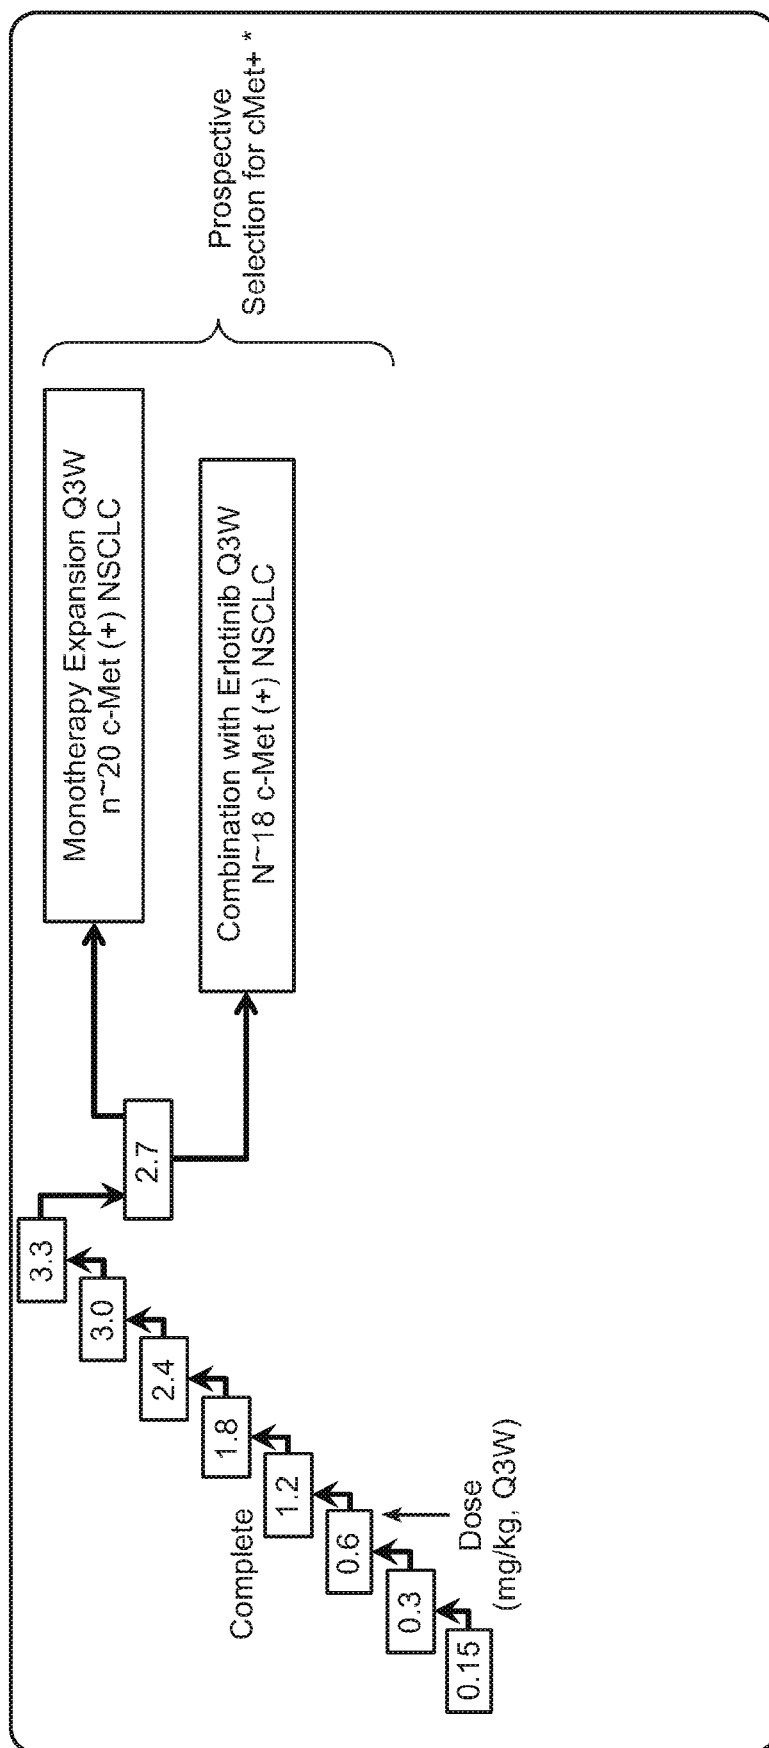 Complete
0.15
0.3
0.6
1.2
1.8
2.4
3.0
3.3
2.7
Dose
(mg/kg, Q3W)
Monotherapy Expansion Q3W
n~20 c-Met (+) NSCLC
Combination with Erlotinib Q3W
N~18 c-Met (+) NSCLC
Prospective
Selection for cMet+ *